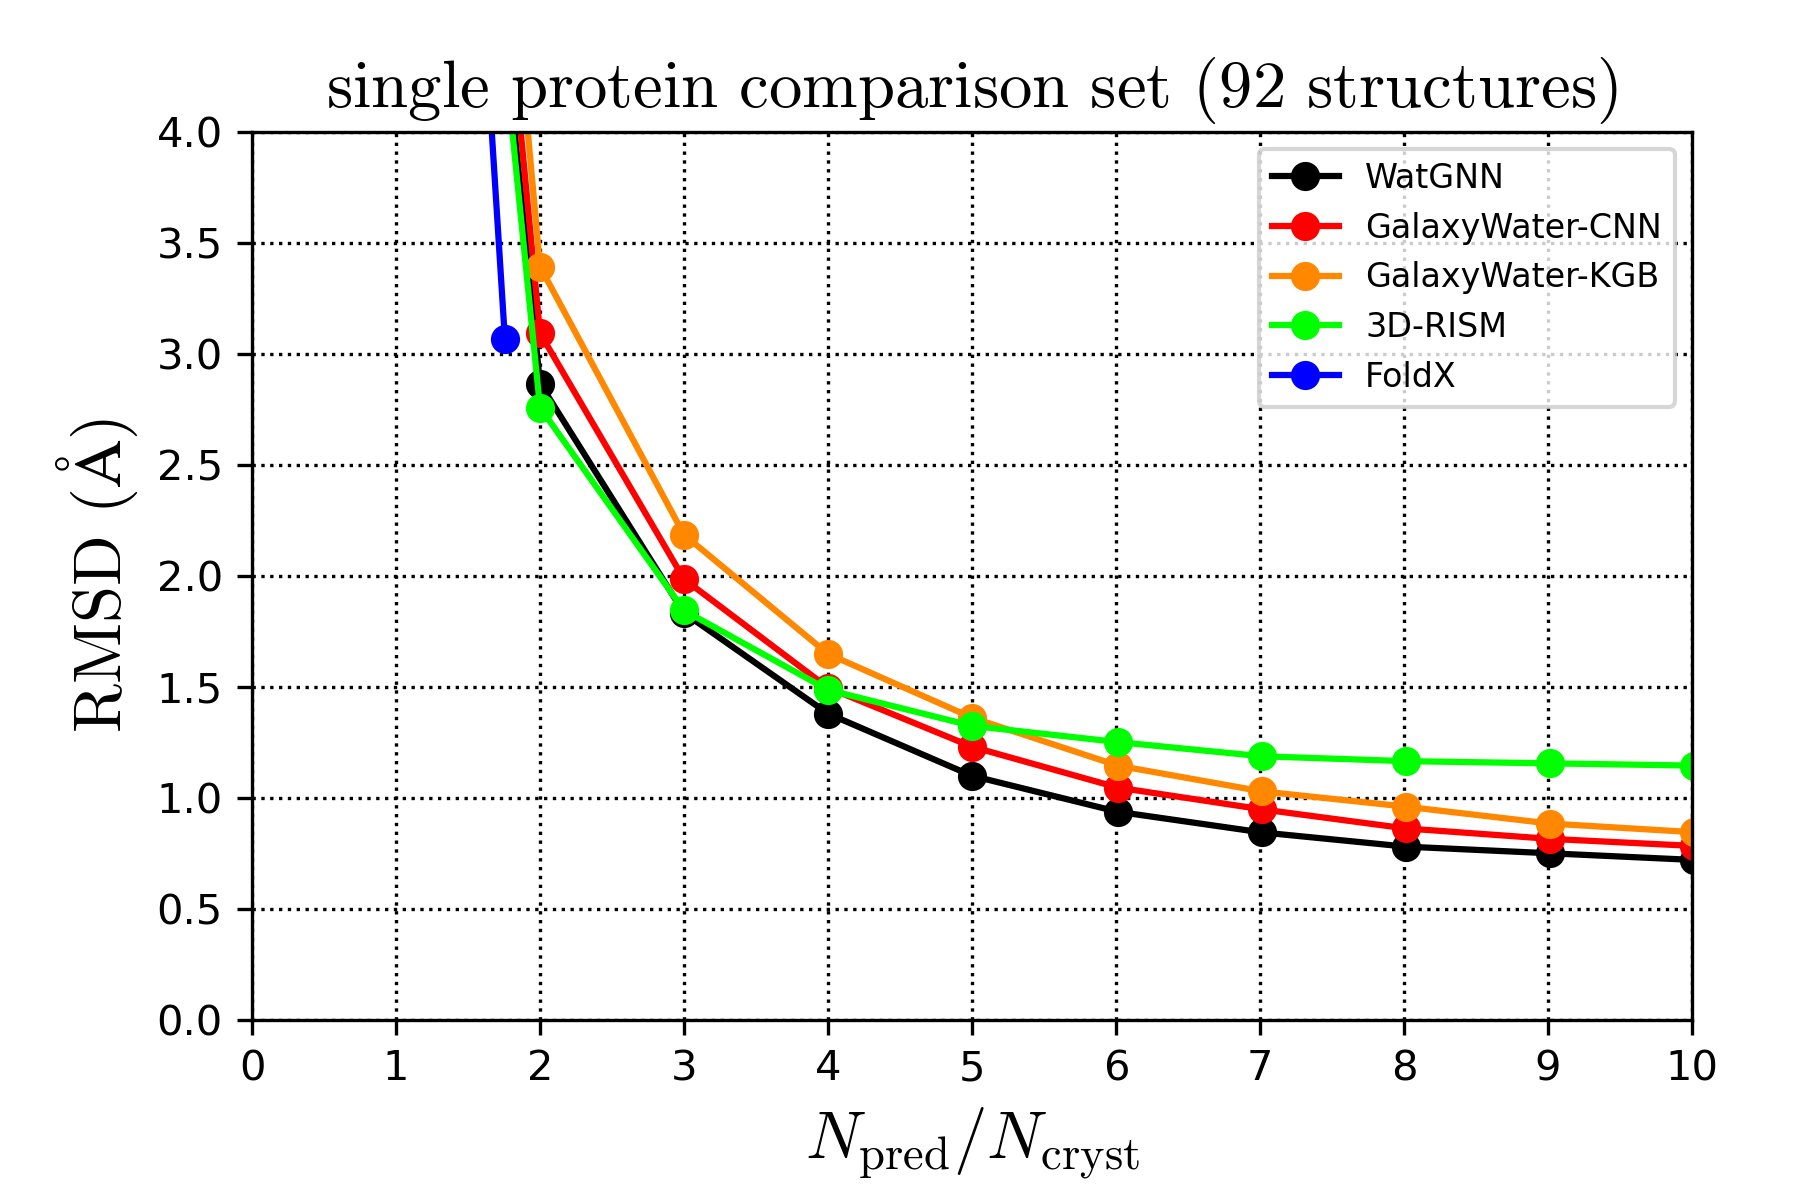 single protein comparison set (92 structures)
4.0
3.5
3.0
2.5
2.0
1.5
1.0
0.5
0.0
RMSD (Å)
WatGNN
GalaxyWater-CNN
GalaxyWater-KGB
3D-RISM
FoldX
0 1 2 3 4 5 6 7 8 9 10
N_pred/N_cryst